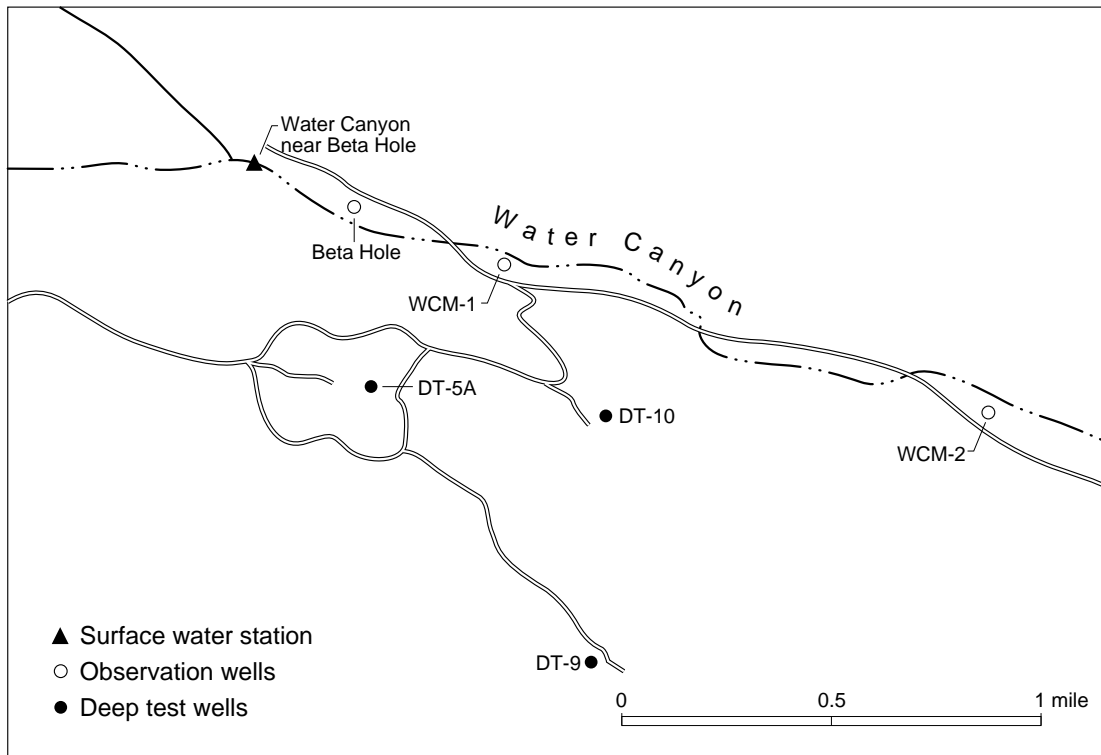 Water Canyon
near Beta Hole
Water Canyon
Beta Hole
WCM-1
DT-5A
DT-10
WCM-2
DT-9
Surface water station
Observation wells
Deep test wells
0 0.5 1 mile